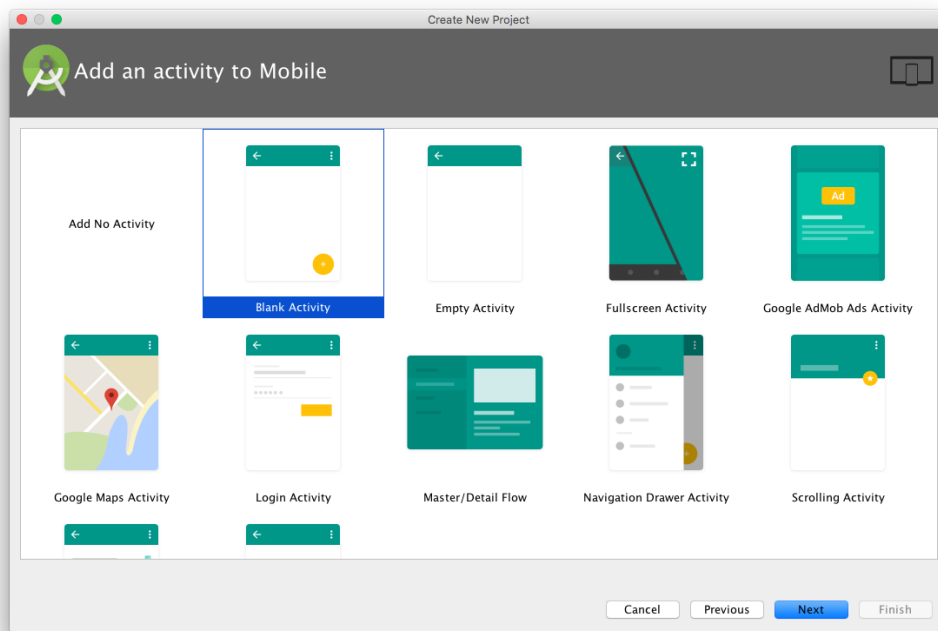 Create New Project
Add an activity to Mobile
Add No Activity
Blank Activity
Empty Activity
Fullscreen Activity
Ad
Google AdMob Ads Activity
Google Maps Activity
Login Activity
Master/Detail Flow
Navigation Drawer Activity
Scrolling Activity
Cancel
Previous
Next
Finish